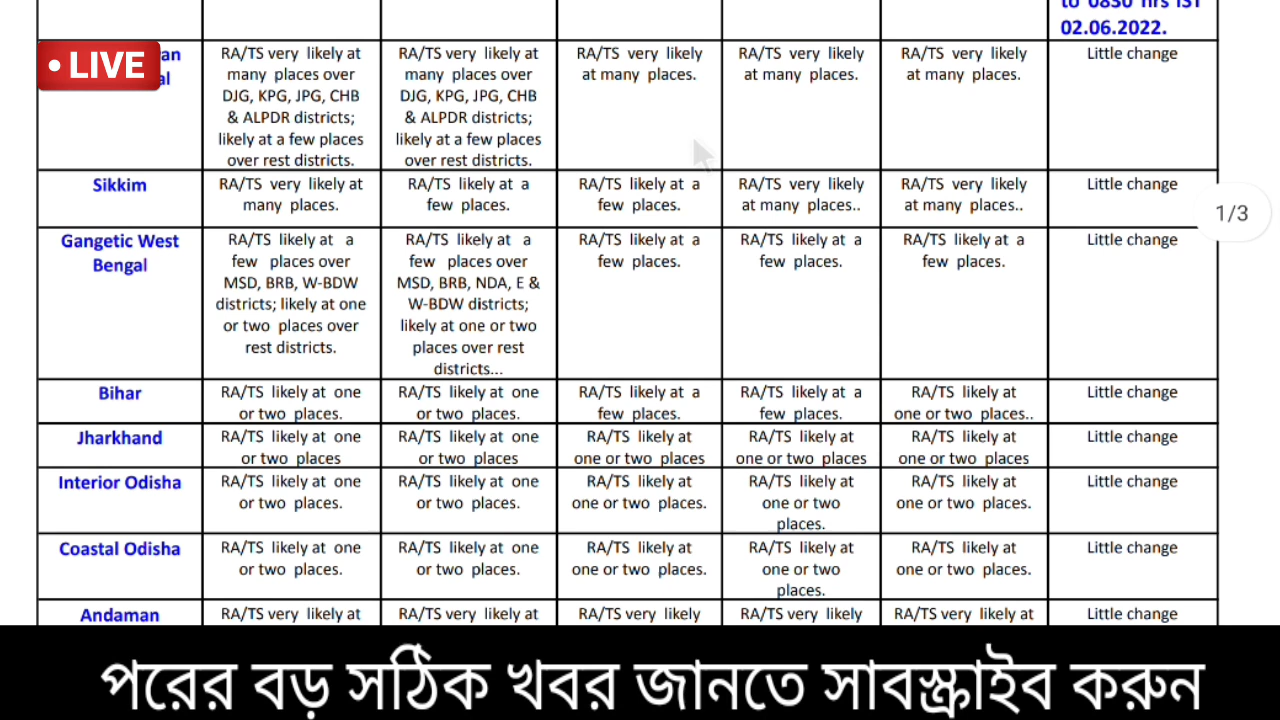 to 0830 hrs IST
02.06.2022.
• LIVE
an
al
RA/TS very likely at
many places over
DJG, KPG, JPG, CHB
& ALPDR districts;
likely at a few places
over rest districts.
RA/TS very likely at
many places over
DJG, KPG, JPG, CHB
& ALPDR districts;
likely at a few places
over rest districts.
RA/TS very likely
at many places.
RA/TS very likely
at many places.
RA/TS very likely
at many places.
Little change
Sikkim
RA/TS very likely at
many places.
RA/TS likely at a
few places.
RA/TS likely at a
few places.
RA/TS very likely
at many places..
RA/TS very likely
at many places..
Little change
1/3
Gangetic West
Bengal
RA/TS likely at a
few places over
MSD, BRB, W-BDW
districts; likely at one
or two places over
rest districts.
RA/TS likely at a
few places over
MSD, BRB, NDA, E &
W-BDW districts;
likely at one or two
places over rest
districts...
RA/TS likely at a
few places.
RA/TS likely at a
few places.
RA/TS likely at a
few places.
Little change
Bihar
RA/TS likely at one
or two places.
RA/TS likely at one
or two places.
RA/TS likely at a
few places.
RA/TS likely at a
few places.
RA/TS likely at
one or two places..
Little change
Jharkhand
RA/TS likely at one
or two places
RA/TS likely at one
or two places
RA/TS likely at
one or two places
RA/TS likely at
one or two places
RA/TS likely at
one or two places
Little change
Interior Odisha
RA/TS likely at one
or two places.
RA/TS likely at one
or two places.
RA/TS likely at
one or two places.
RA/TS likely at
one or two
places.
RA/TS likely at
one or two places.
Little change
Coastal Odisha
RA/TS likely at one
or two places.
RA/TS likely at one
or two places.
RA/TS likely at
one or two places.
RA/TS likely at
one or two
places.
RA/TS likely at
one or two places.
Little change
Andaman
RA/TS very likely at
RA/TS very likely at
RA/TS very likely
RA/TS very likely
RA/TS very likely at
Little change
পরের বড় সঠিক খবর জানতে সাবস্ক্রাইব করুন